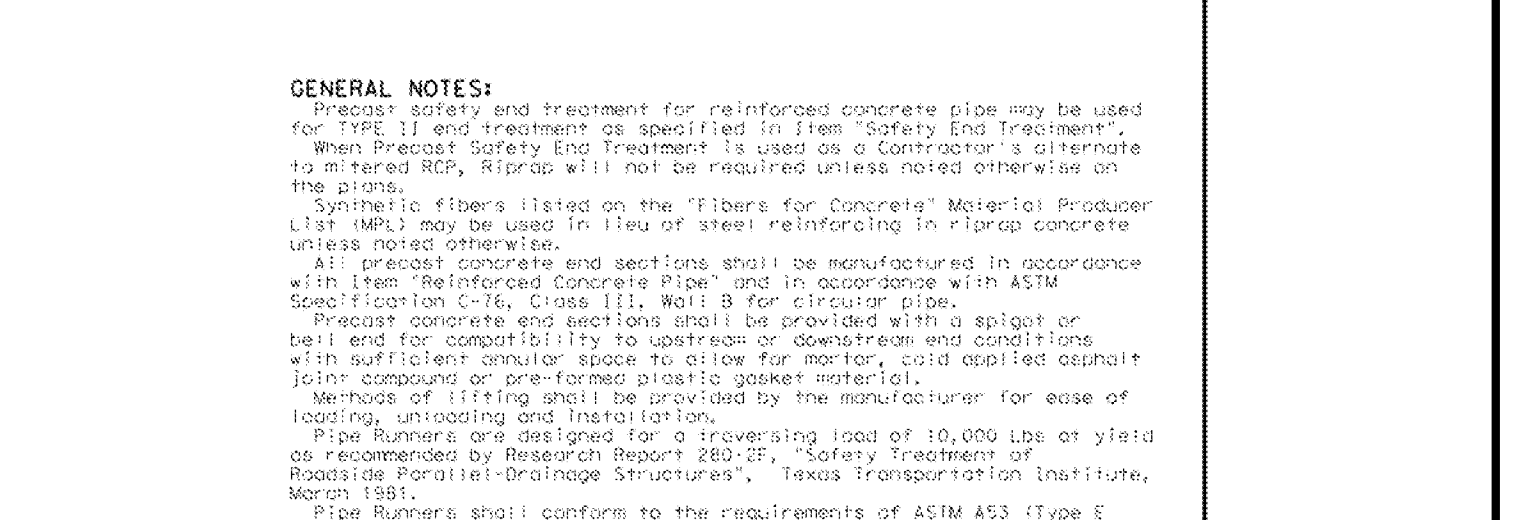 GENERAL NOTES:
Precast safety end treatment for reinforced concrete pipe may be used
for TYPE II end treatment as specified in Item "Safety End Treatment".
When Precast Safety End Treatment is used as a Contractor's alternate
to mitered RCP, Riprap will not be required unless noted otherwise on
the plans.
Synthetic fibers listed on the "Fibers for Concrete" Material Producer
List (MPL) may be used in lieu of steel reinforcing in riprap concrete
unless noted otherwise.
All precast concrete end sections shall be manufactured in accordance
with Item "Reinforced Concrete Pipe" and in accordance with ASTM
Specification C-76, Class III, Wall B for circular pipe.
Precast concrete end sections shall be provided with a spigot or
bell end for compatibility to upstream or downstream end conditions
with sufficient annular space to allow for mortar, cold applied asphalt
joint compound or pre-formed plastic gasket material.
Methods of lifting shall be provided by the manufacturer for ease of
loading, unloading and installation.
Pipe Runners are designed for a traversing load of 10,000 Lbs at yield
as recommended by Research Report 280-2F, "Safety Treatment of
Roadside Parallel-Drainage Structures", Texas Transportation Institute,
March 1981.
Pipe Runners shall conform to the requirements of ASTM A53 (Type E